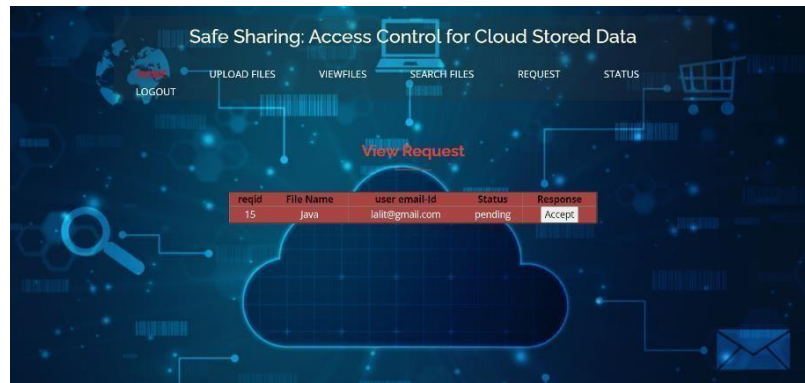 Safe Sharing: Access Control for Cloud Stored Data
UPLOAD FILES VIEWFILES SEARCH FILES REQUEST STATUS
LOGOUT
View Request
reqid File Name user email-Id Status Response
15 Java lalit@gmail.com pending Accept